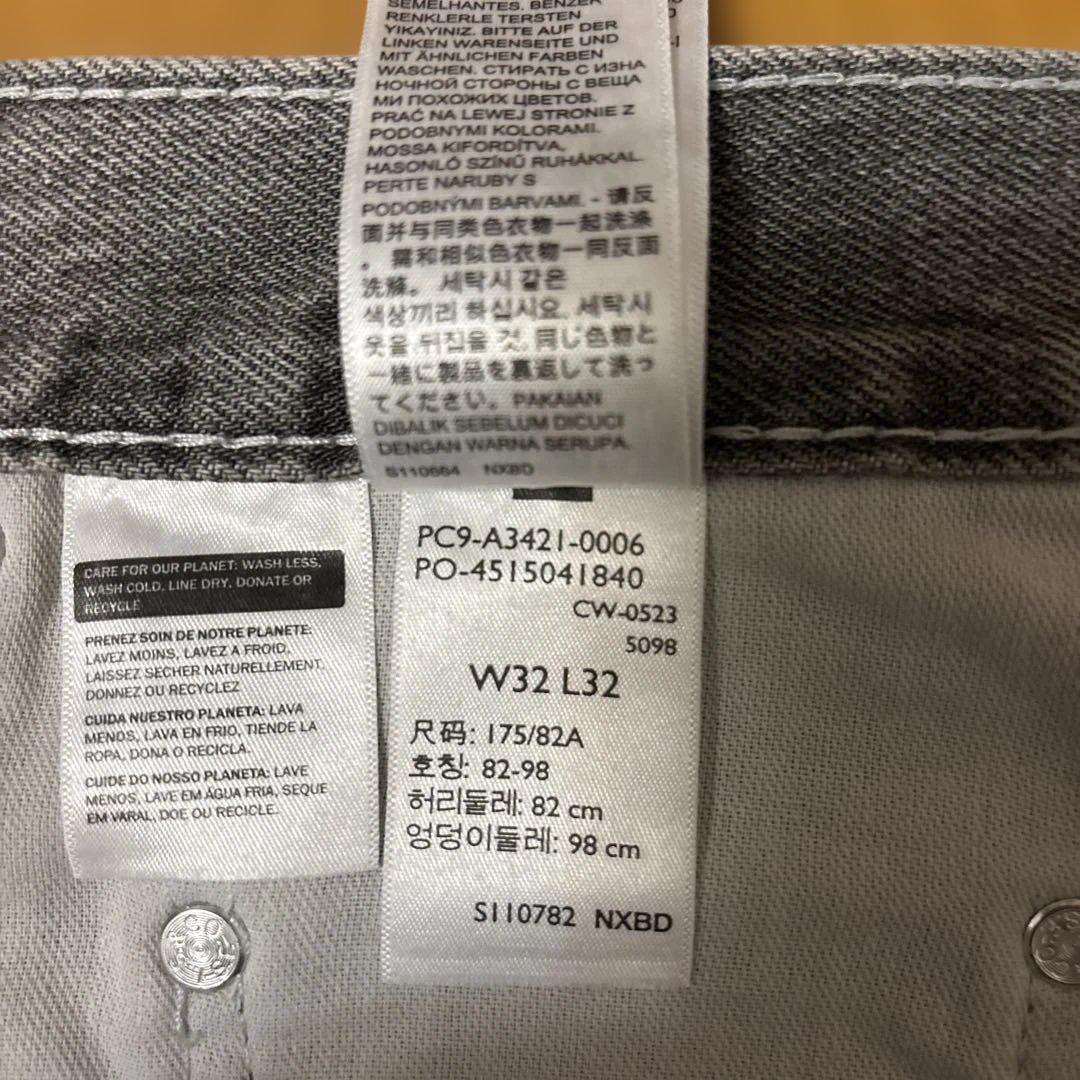 SEMELHANTES. BENZER
RENKLERLE TERSTEN
YIKAYINIZ. BITTE AUF DER
LINKEN WARENSEITE UND
MIT ÄHNLICHEN FARBEN
WASCHEN. СТИРАТЬ С ИЗНА
НОЧНОЙ СТОРОНЫ С ВЕЩА
МИ ПОХОЖИХ ЦВЕТОВ.
PRAĆ NA LEWEJ STRONIE Z
PODOBNYMI KOLORAMI.
MOSSA KIFORDÍTVA,
HASONLÓ SZÍNŰ RUHÁKKAL.
PERTE NARUBY S
PODOBNÝMI BARVAMI. - 请反
面并与同类色衣物一起洗涤
。需和相似色衣物一同反面
洗滌。 세탁시 같은
색상끼리 하십시요. 세탁시
옷을 뒤집을 것. 同じ色物と
一緒に製品を裏返して洗っ
てください。 PAKAIAN
DIBALIK SEBELUM DICUCI
DENGAN WARNA SERUPA.
S110664 NXBD
CARE FOR OUR PLANET: WASH LESS,
WASH COLD, LINE DRY, DONATE OR
RECYCLE
PRENEZ SOIN DE NOTRE PLANETE:
LAVEZ MOINS, LAVEZ A FROID,
LAISSEZ SECHER NATURELLEMENT,
DONNEZ OU RECYCLEZ
CUIDA NUESTRO PLANETA: LAVA
MENOS, LAVA EN FRIO, TIENDE LA
ROPA, DONA O RECICLA.
CUIDE DO NOSSO PLANETA: LAVE
MENOS, LAVE EM ÁGUA FRIA, SEQUE
EM VARAL, DOE OU RECICLE.
PC9-A3421-0006
PO-4515041840
CW-0523
5098
W32 L32
尺码: 175/82A
호칭: 82-98
허리둘레: 82 cm
엉덩이둘레: 98 cm
S110782 NXBD